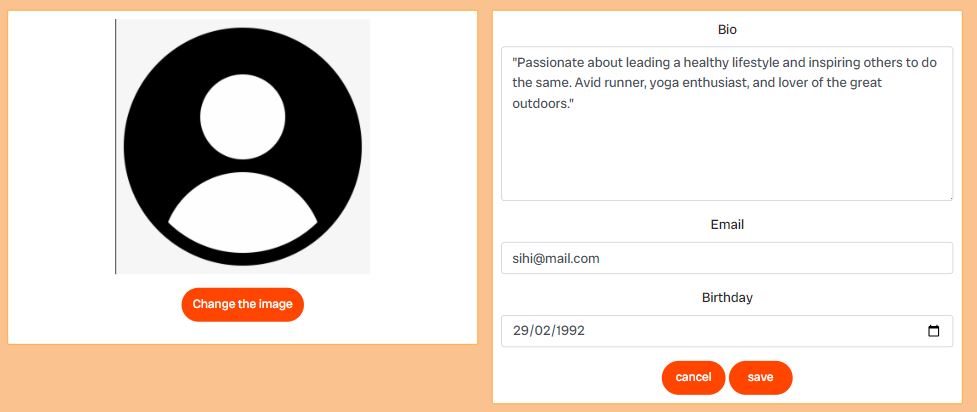 Change the image
Bio
"Passionate about leading a healthy lifestyle and inspiring others to do
the same. Avid runner, yoga enthusiast, and lover of the great
outdoors."
Email
sihi@mail.com
Birthday
29/02/1992
cancel save